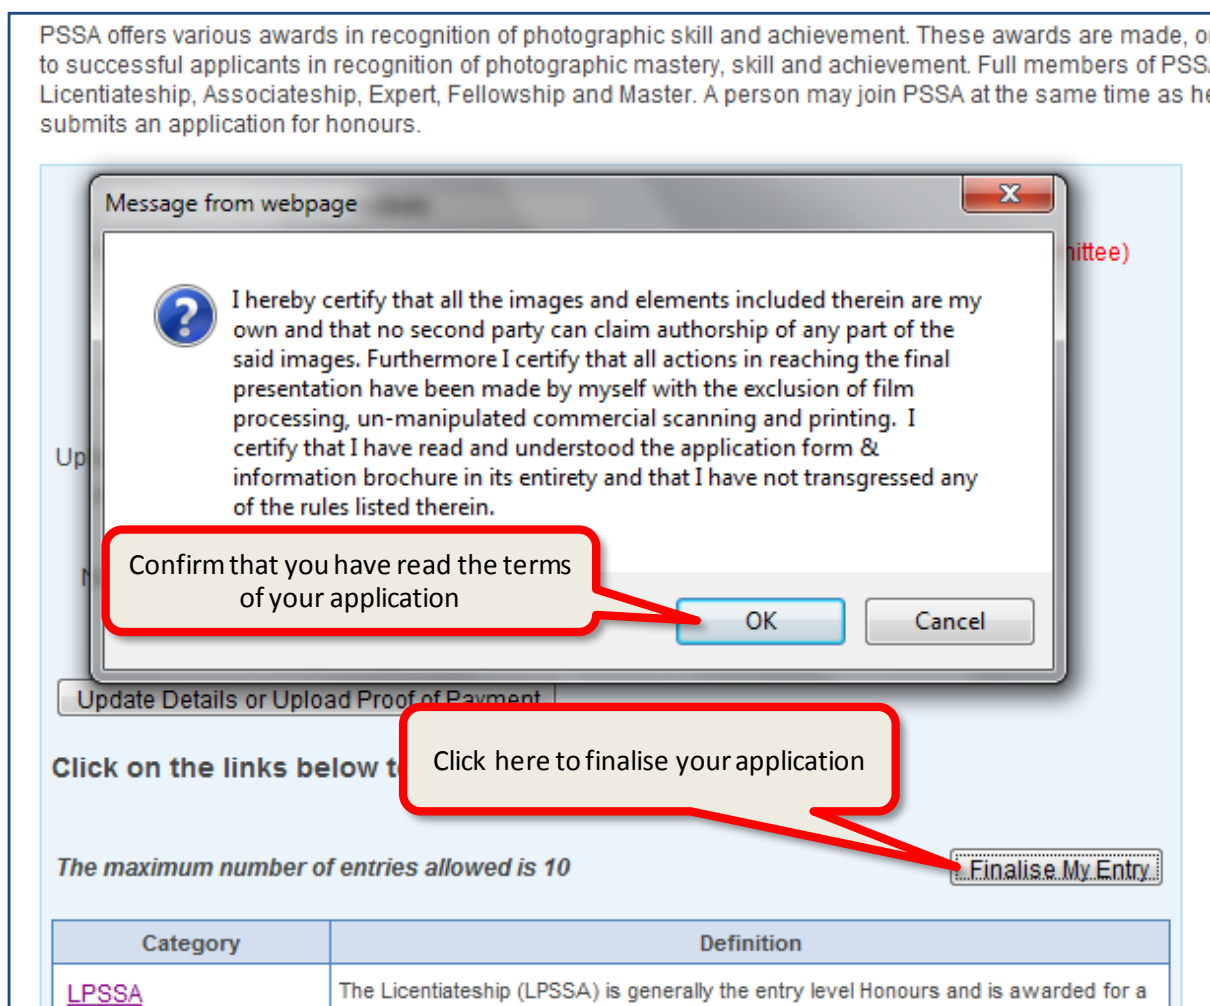 PSSA offers various awards in recognition of photographic skill and achievement. These awards are made, o
to successful applicants in recognition of photographic mastery, skill and achievement. Full members of PSS
Licentiateship, Associateship, Expert, Fellowship and Master. A person may join PSSA at the same time as he
submits an application for honours.
Message from webpage
x
mittee)
I hereby certify that all the images and elements included therein are my
own and that no second party can claim authorship of any part of the
said images. Furthermore I certify that all actions in reaching the final
presentation have been made by myself with the exclusion of film
processing, un-manipulated commercial scanning and printing. I
certify that I have read and understood the application form &
Up
information brochure in its entirety and that I have not transgressed any
of the rules listed therein.
Confirm that you have read the terms
of your application
OK Cancel
Update Details or Upload Proof of Payment
Click on the links below t
Click here to finalise your application
The maximum number of entries allowed is 10
Finalise My Entry
Category Definition
LPSSA The Licentiateship (LPSSA) is generally the entry level Honours and is awarded for a